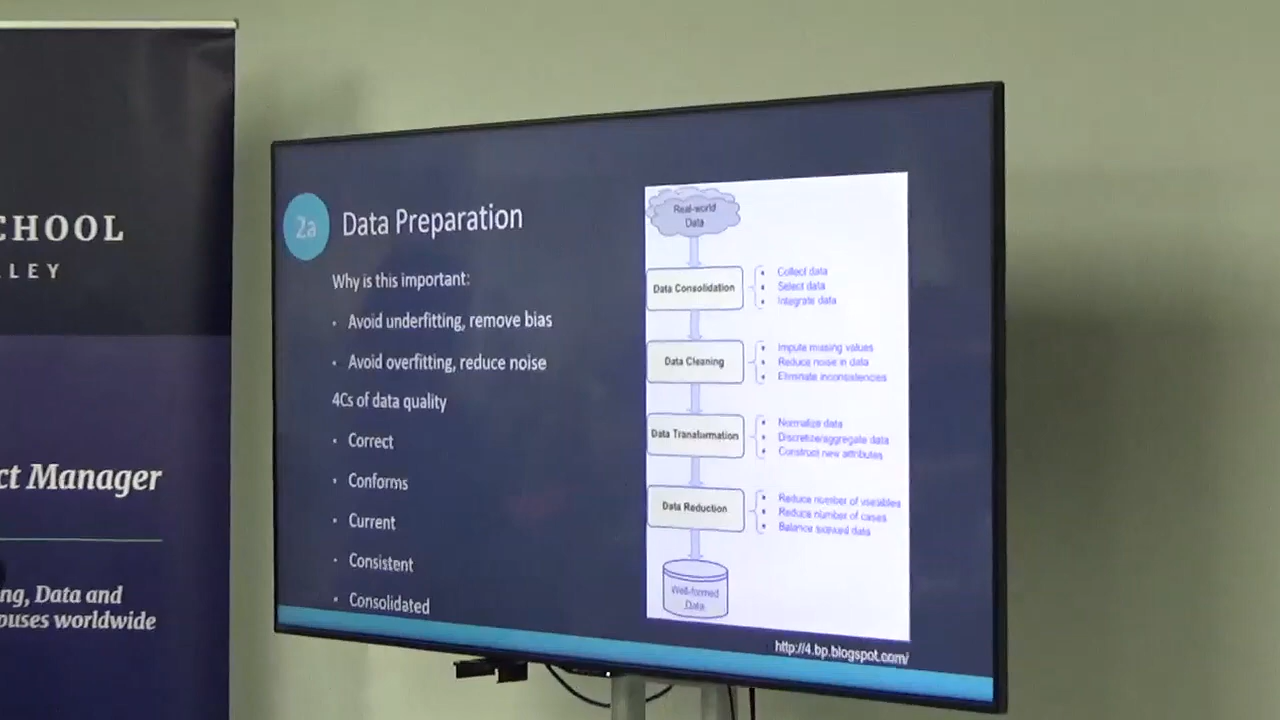 CHOOL
LLEY
ct Manager
ng, Data and
ouses worldwide
2a
Data Preparation
Why is this important:
• Avoid underfitting, remove bias
• Avoid overfitting, reduce noise
4Cs of data quality
• Correct
• Conforms
• Current
• Consistent
• Consolidated
Real-world
Data
Data Consolidation
• Collect data
• Select data
• Integrate data
Data Cleaning
• Impute missing values
• Reduce noise in data
• Eliminate inconsistencies
Data Transformation
• Normalize data
• Discretize/aggregate data
• Construct new attributes
Data Reduction
• Reduce number of variables
• Reduce number of cases
• Balance skewed data
Well-formed
Data
http://4.bp.blogspot.com/